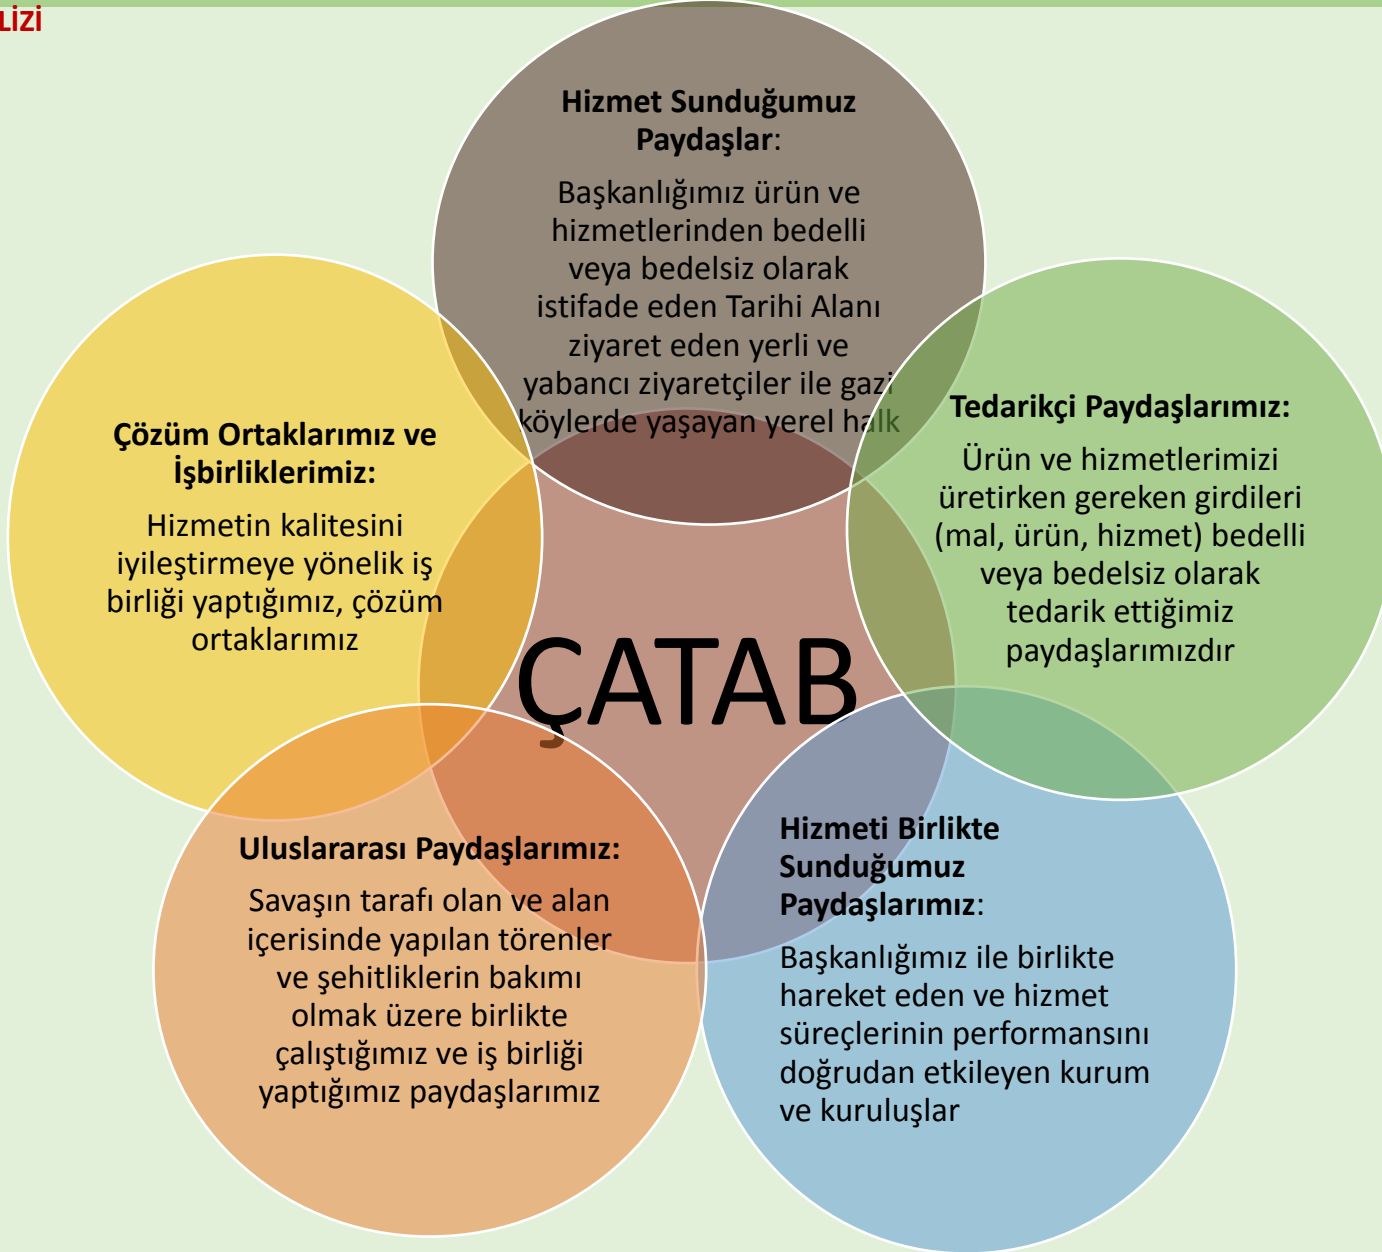 LİZİ
Hizmet Sunduğumuz
Paydaşlar:
Başkanlığımız ürün ve
hizmetlerinden bedelli
veya bedelsiz olarak
istifade eden Tarihi Alanı
ziyaret eden yerli ve
yabancı ziyaretçiler ile gazi
köylerde yaşayan yerel halk
Tedarikçi Paydaşlarımız:
Ürün ve hizmetlerimizi
üretirken gereken girdileri
(mal, ürün, hizmet) bedelli
veya bedelsiz olarak
tedarik ettiğimiz
paydaşlarımızdır
Hizmeti Birlikte
Sunduğumuz
Paydaşlarımız:
Başkanlığımız ile birlikte
hareket eden ve hizmet
süreçlerinin performansını
doğrudan etkileyen kurum
ve kuruluşlar
Uluslararası Paydaşlarımız:
Savaşın tarafı olan ve alan
içerisinde yapılan törenler
ve şehitliklerin bakımı
olmak üzere birlikte
çalıştığımız ve iş birliği
yaptığımız paydaşlarımız
Çözüm Ortaklarımız ve
İşbirliklerimiz:
Hizmetin kalitesini
iyileştirmeye yönelik iş
birliği yaptığımız, çözüm
ortaklarımız
ÇATAB